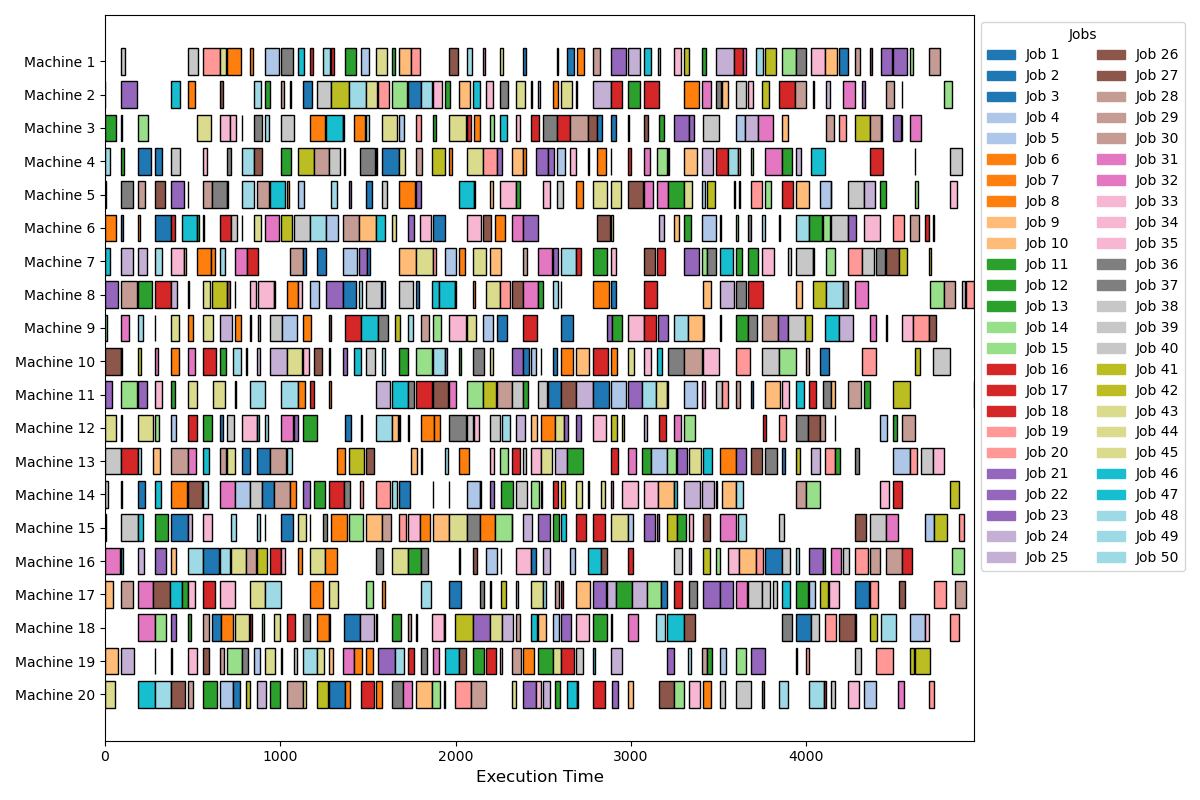 Machine 1
Machine 2
Machine 3
Machine 4
Machine 5
Machine 6
Machine 7
Machine 8
Machine 9
Machine 10
Machine 11
Machine 12
Machine 13
Machine 14
Machine 15
Machine 16
Machine 17
Machine 18
Machine 19
Machine 20
0 1000 2000 3000 4000
Execution Time
Jobs
Job 1 Job 26
Job 2 Job 27
Job 3 Job 28
Job 4 Job 29
Job 5 Job 30
Job 6 Job 31
Job 7 Job 32
Job 8 Job 33
Job 9 Job 34
Job 10 Job 35
Job 11 Job 36
Job 12 Job 37
Job 13 Job 38
Job 14 Job 39
Job 15 Job 40
Job 16 Job 41
Job 17 Job 42
Job 18 Job 43
Job 19 Job 44
Job 20 Job 45
Job 21 Job 46
Job 22 Job 47
Job 23 Job 48
Job 24 Job 49
Job 25 Job 50